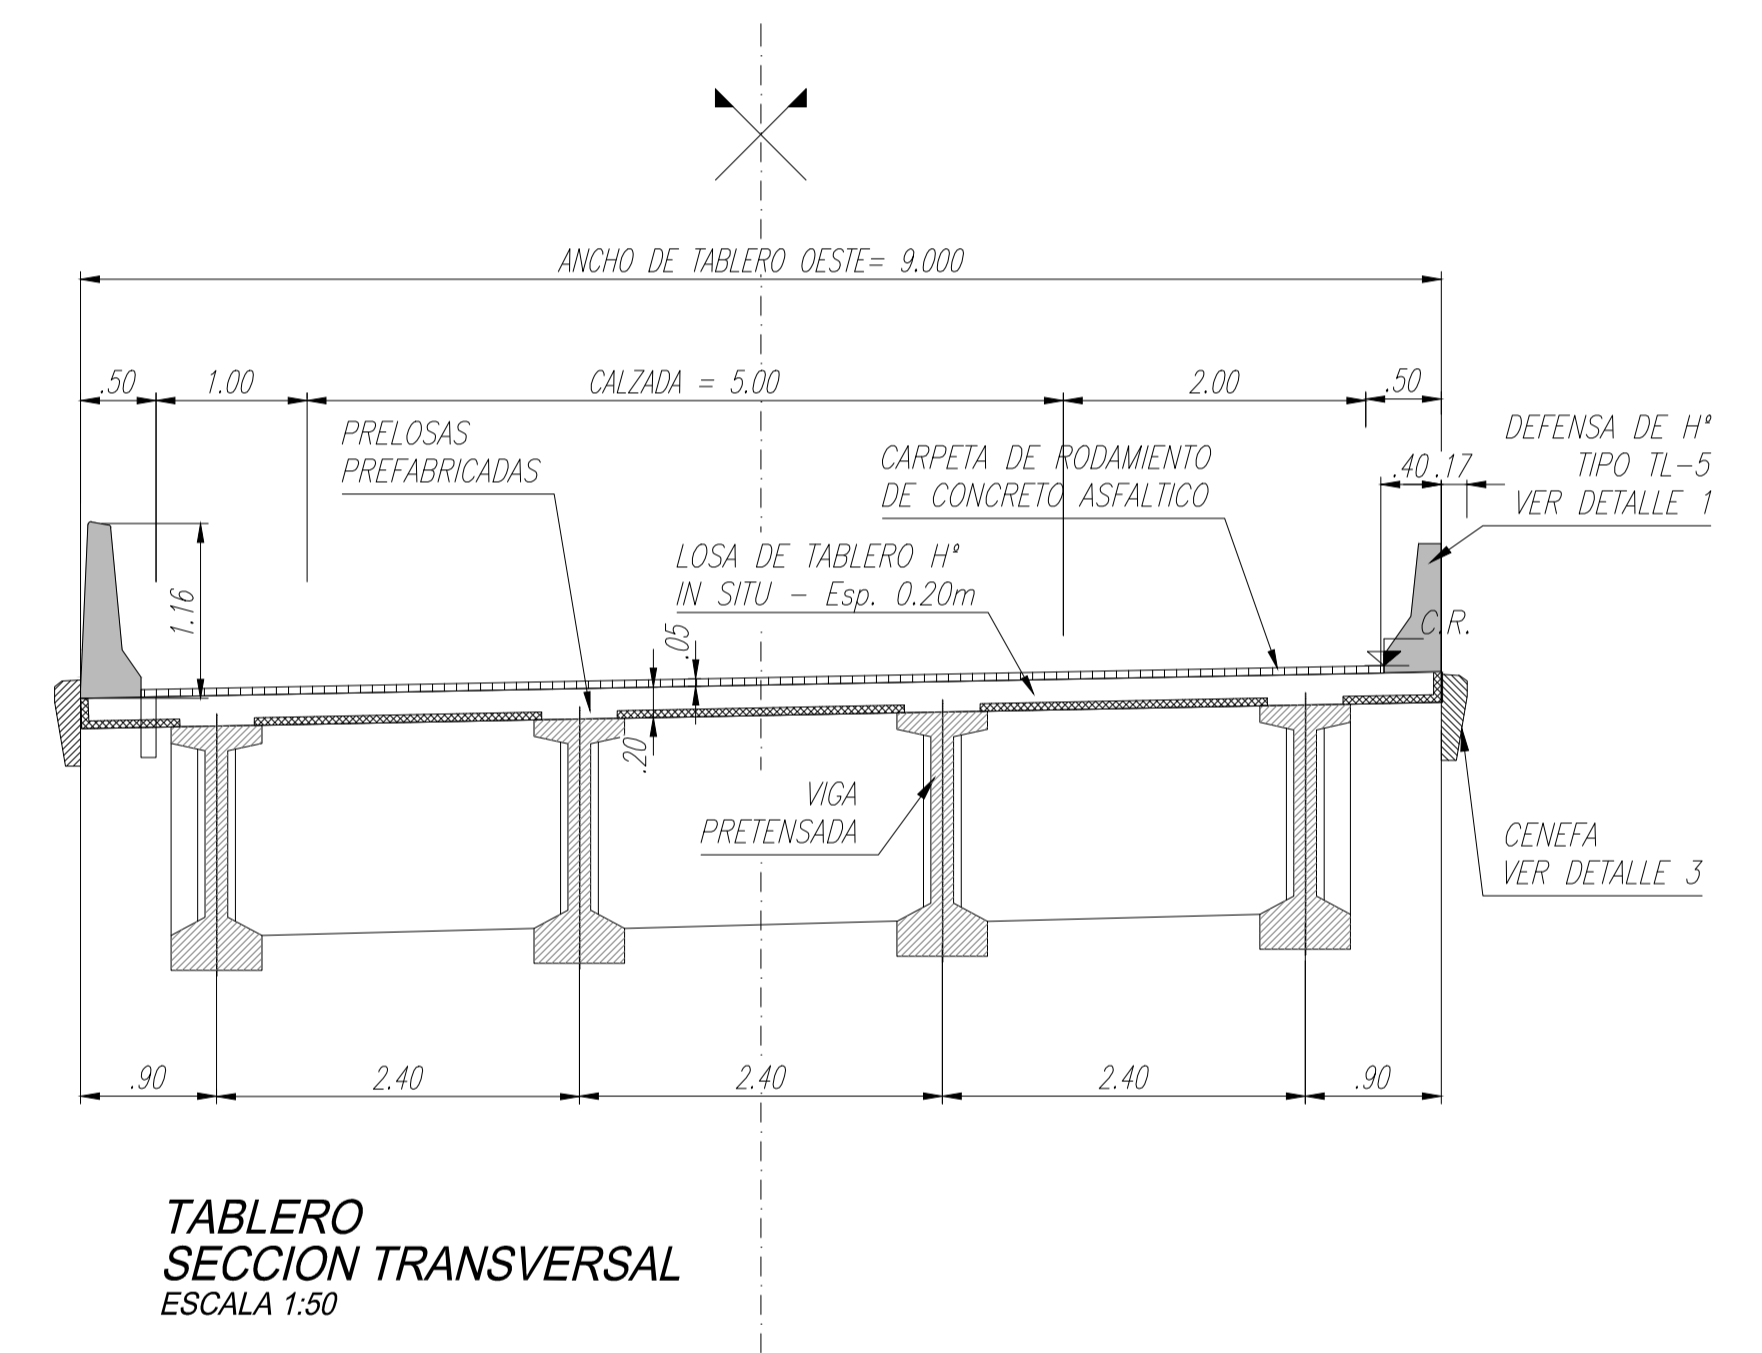 ANCHO DE TABLERO OESTE= 9.000
.50
1.00
CALZADA = 5.00
2.00
.50
PRELOSAS
PREFABRICADAS
CARPETA DE RODAMIENTO
DE CONCRETO ASFALTICO
.40
.17
DEFENSA DE Hº
TIPO TL-5
VER DETALLE 1
LOSA DE TABLERO Hº
IN SITU - Esp. 0.20m
1.16
.05
C.R.
.20
VIGA
PRETENSADA
CENEFA
VER DETALLE 3
.90
2.40
2.40
2.40
.90
TABLERO
SECCION TRANSVERSAL
ESCALA 1:50